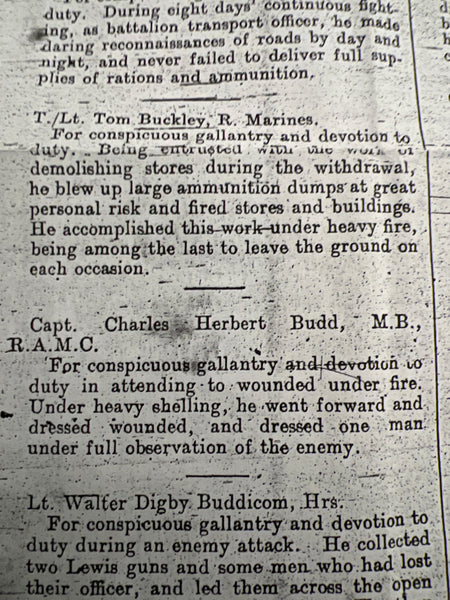 duty. During eight days' continuous fight-
ing, as battalion transport officer, he made
daring reconnaissances of roads by day and
night, and never failed to deliver full sup-
plies of rations and ammunition.
T./Lt. Tom Buckley, R. Marines.
For conspicuous gallantry and devotion to
duty. Being entrusted with the work of
demolishing stores during the withdrawal,
he blew up large ammunition dumps at great
personal risk and fired stores and buildings.
He accomplished this work under heavy fire,
being among the last to leave the ground on
each occasion.
Capt. Charles Herbert Budd, M.B.,
R.A.M.C.
For conspicuous gallantry and devotion to
duty in attending to wounded under fire.
Under heavy shelling, he went forward and
dressed wounded, and dressed one man
under full observation of the enemy.
Lt. Walter Digby Buddicom, Hrs.
For conspicuous gallantry and devotion to
duty during an enemy attack. He collected
two Lewis guns and some men who had lost
their officer, and led them across the open